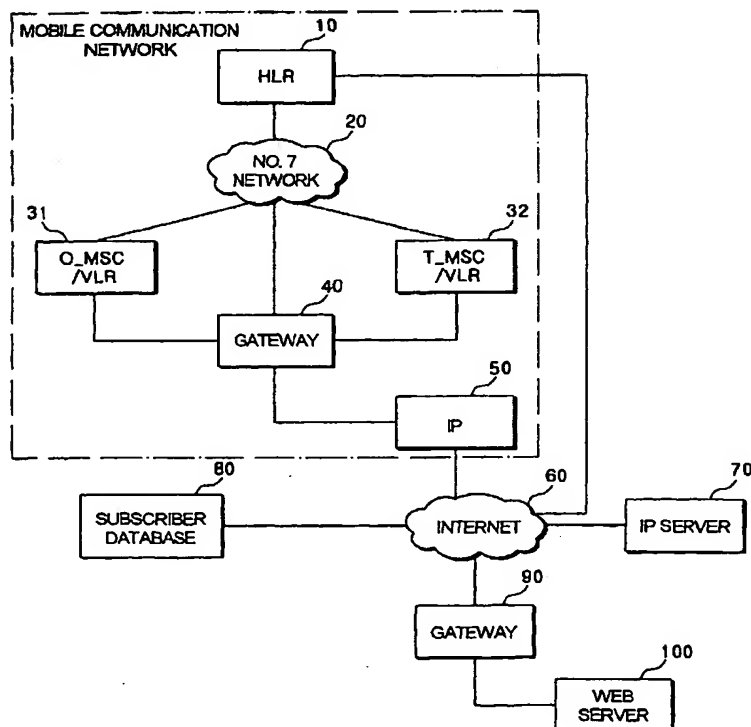 MOBILE COMMUNICATION
NETWORK
10
HLR
20
NO. 7
NETWORK
31
O_MSC
/VLR
32
T_MSC
/VLR
40
GATEWAY
50
IP
80
SUBSCRIBER
DATABASE
60
INTERNET
70
IP SERVER
90
GATEWAY
100
WEB
SERVER